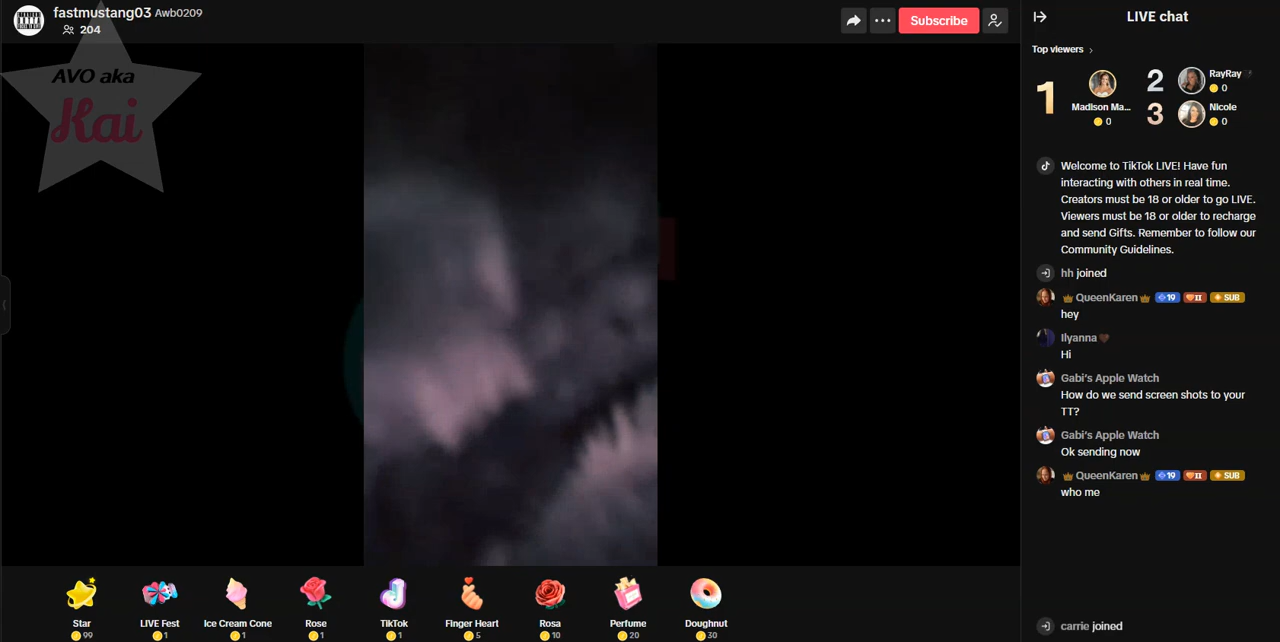 fastmustang03 Awb0209
204
Subscribe
AVO aka
Kai
LIVE chat
Top viewers
1
Madison Ma...
0
2
RayRay
0
3
Nicole
0
Welcome to TikTok LIVE! Have fun
interacting with others in real time.
Creators must be 18 or older to go LIVE.
Viewers must be 18 or older to recharge
and send Gifts. Remember to follow our
Community Guidelines.
hh joined
QueenKaren 19 II SUB
hey
Ilyanna
Hi
Gabi's Apple Watch
How do we send screen shots to your
TT?
Gabi's Apple Watch
Ok sending now
QueenKaren 19 II SUB
who me
carrie joined
Star
99
LIVE Fest
1
Ice Cream Cone
1
Rose
1
TikTok
1
Finger Heart
5
Rosa
10
Perfume
20
Doughnut
30